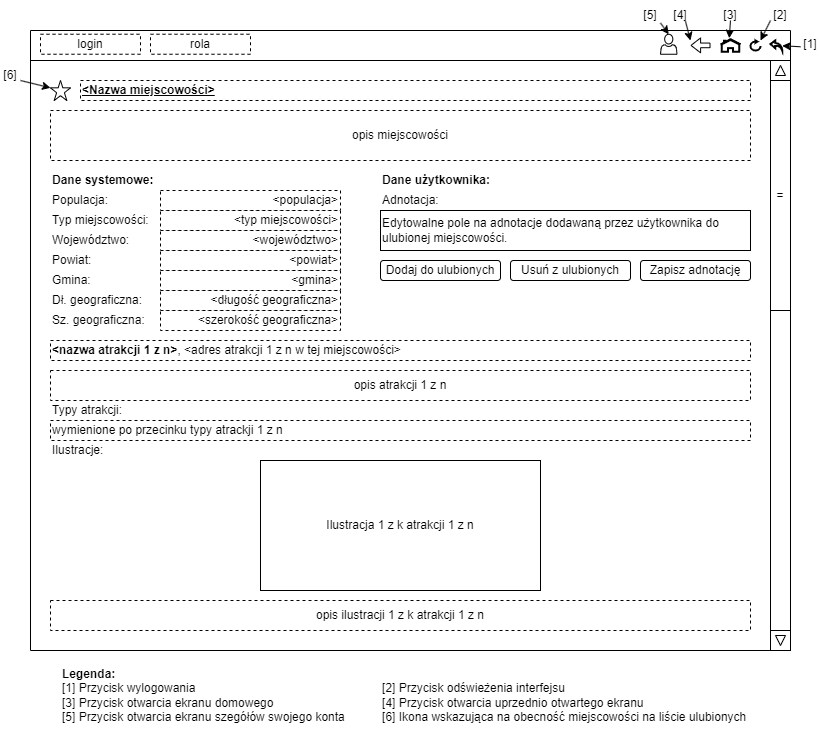 [5] [4] [3] [2]
login rola
[1]
[6]
<Nazwa miejscowości>
opis miejscowości
Dane systemowe:
Populacja: <populacja>
Typ miejscowości: <typ miejscowości>
Województwo: <województwo>
Powiat: <powiat>
Gmina: <gmina>
Dł. geograficzna: <długość geograficzna>
Sz. geograficzna: <szerokość geograficzna>
Dane użytkownika:
Adnotacja:
Edytowalne pole na adnotacje dodawaną przez użytkownika do
ulubionej miejscowości.
Dodaj do ulubionych Usuń z ulubionych Zapisz adnotację
=
<nazwa atrakcji 1 z n>, <adres atrakcji 1 z n w tej miejscowości>
opis atrakcji 1 z n
Typy atrakcji:
wymienione po przecinku typy atrackji 1 z n
Ilustracje:
Ilustracja 1 z k atrakcji 1 z n
opis ilustracji 1 z k atrakcji 1 z n
Legenda:
[1] Przycisk wylogowania [2] Przycisk odświeżenia interfejsu
[3] Przycisk otwarcia ekranu domowego [4] Przycisk otwarcia uprzednio otwartego ekranu
[5] Przycisk otwarcia ekranu szegółów swojego konta [6] Ikona wskazująca na obecność miejscowości na liście ulubionych